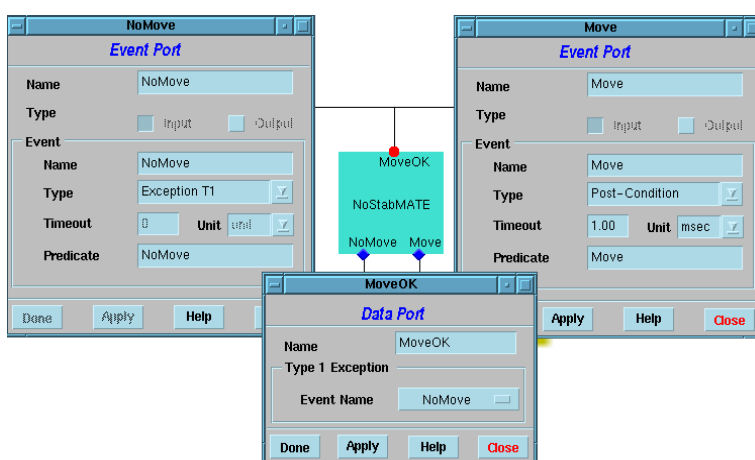 NoMove
Event Port
Name NoMove
Type Input Output
Event
Name NoMove
Type Exception T1
Timeout 0 Unit und
Predicate NoMove
Done Apply Help
MoveOK
NoStabMATE
NoMove Move
Move
Event Port
Name Move
Type Input Output
Event
Name Move
Type Post-Condition
Timeout 1.00 Unit msec
Predicate Move
Apply Help Close
MoveOK
Data Port
Name MoveOK
Type 1 Exception
Event Name NoMove
Done Apply Help Close